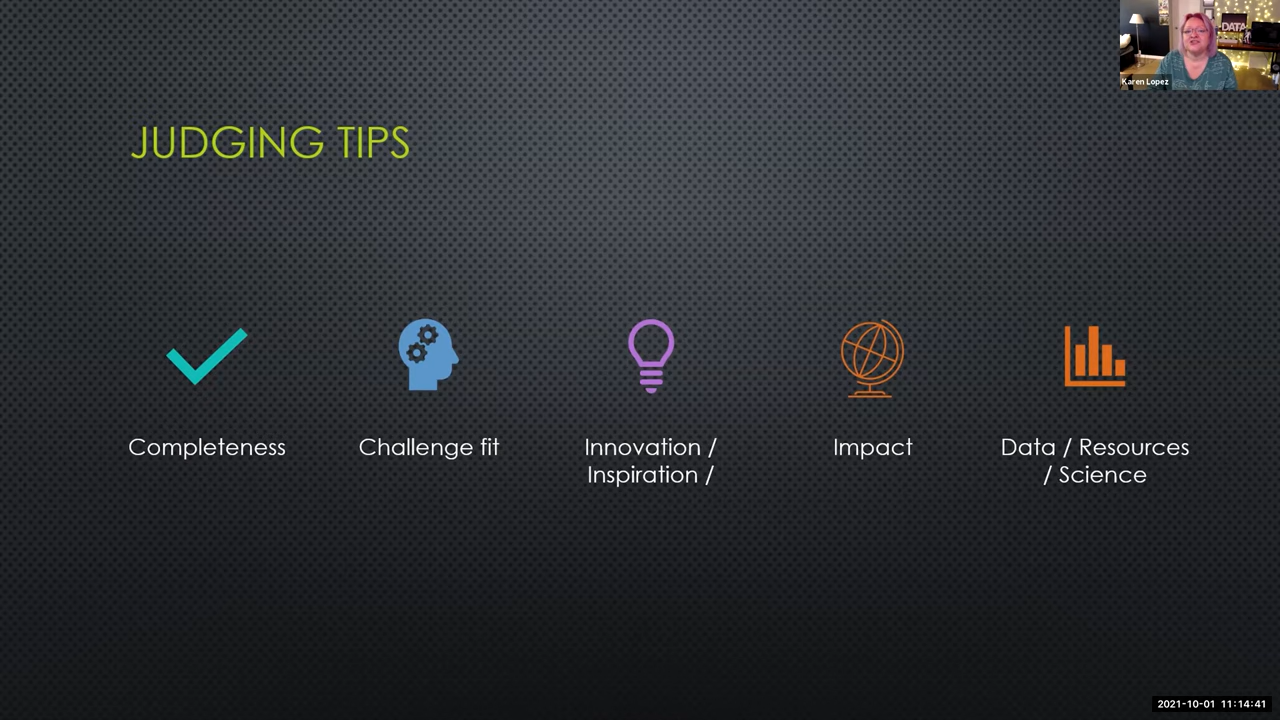 DATA
Karen Lopez
JUDGING TIPS
Completeness
Challenge fit
Innovation /
Inspiration /
Impact
Data / Resources
/ Science
2021-10-01 11:14:41